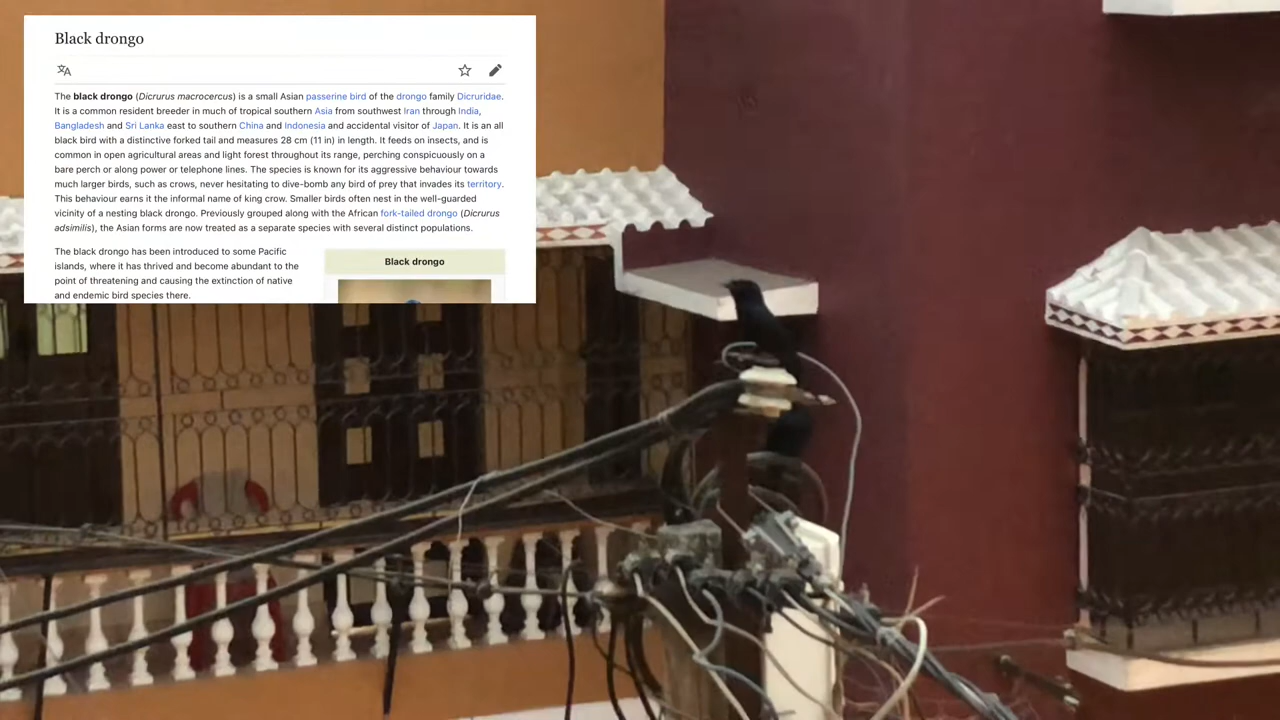 Black drongo
The black drongo (Dicrurus macrocercus) is a small Asian passerine bird of the drongo family Dicruridae.
It is a common resident breeder in much of tropical southern Asia from southwest Iran through India,
Bangladesh and Sri Lanka east to southern China and Indonesia and accidental visitor of Japan. It is an all
black bird with a distinctive forked tail and measures 28 cm (11 in) in length. It feeds on insects, and is
common in open agricultural areas and light forest throughout its range, perching conspicuously on a
bare perch or along power or telephone lines. The species is known for its aggressive behaviour towards
much larger birds, such as crows, never hesitating to dive-bomb any bird of prey that invades its territory.
This behaviour earns it the informal name of king crow. Smaller birds often nest in the well-guarded
vicinity of a nesting black drongo. Previously grouped along with the African fork-tailed drongo (Dicrurus
adsimilis), the Asian forms are now treated as a separate species with several distinct populations.
The black drongo has been introduced to some Pacific
islands, where it has thrived and become abundant to the
point of threatening and causing the extinction of native
and endemic bird species there.
Black drongo